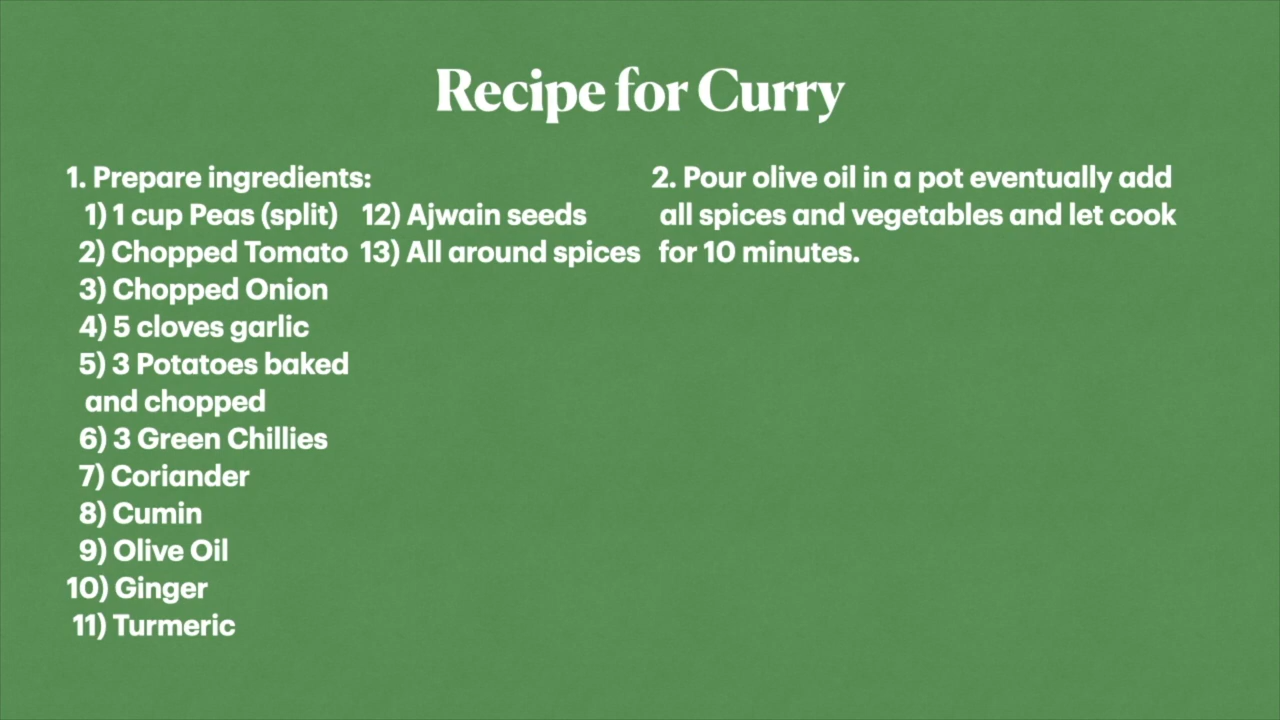 Recipe for Curry
1. Prepare ingredients:
1) 1 cup Peas (split)
2) Chopped Tomato
3) Chopped Onion
4) 5 cloves garlic
5) 3 Potatoes baked
and chopped
6) 3 Green Chillies
7) Coriander
8) Cumin
9) Olive Oil
10) Ginger
11) Turmeric
12) Ajwain seeds
13) All around spices
2. Pour olive oil in a pot eventually add
all spices and vegetables and let cook
for 10 minutes.